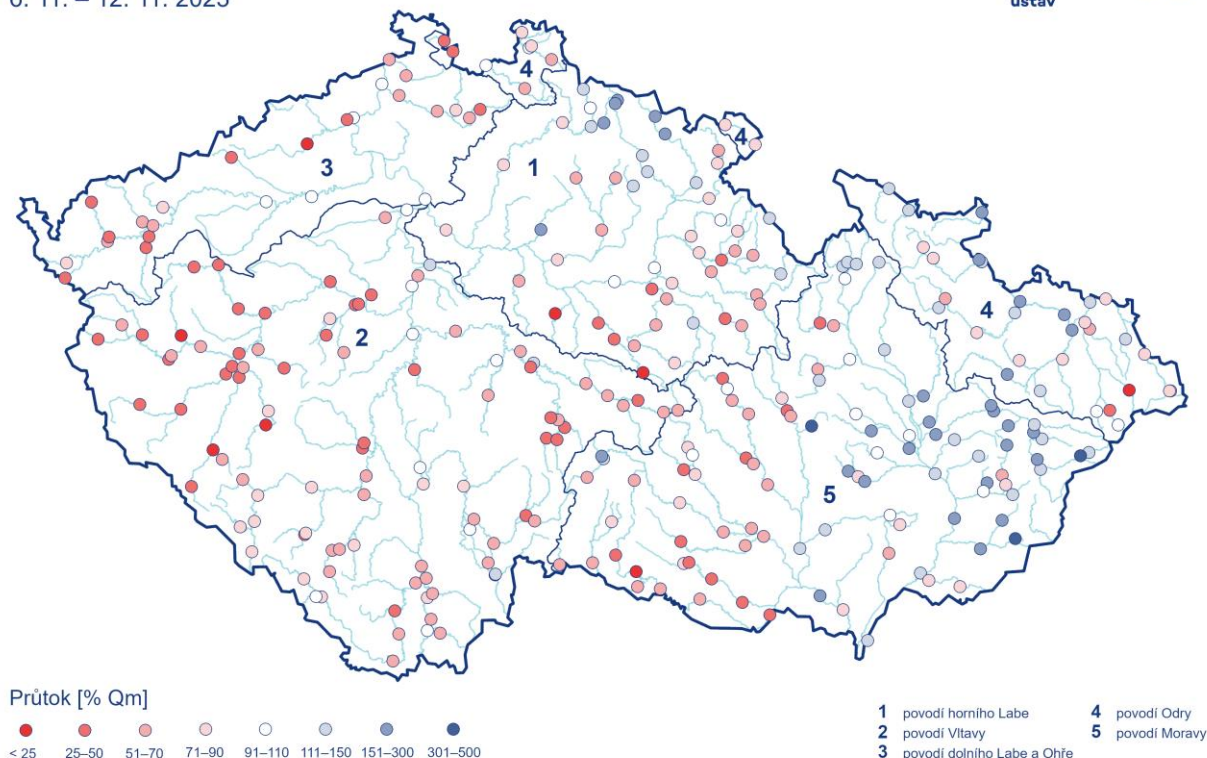 6. 11. – 12. 11. 2023
ústav
4
4
1
3
2
4
5
Průtok [% Qm]
< 25 25–50 51–70 71–90 91–110 111–150 151–300 301–500
1 povodí horního Labe
2 povodí Vltavy
3 povodí dolního Labe a Ohře
4 povodí Odry
5 povodí Moravy